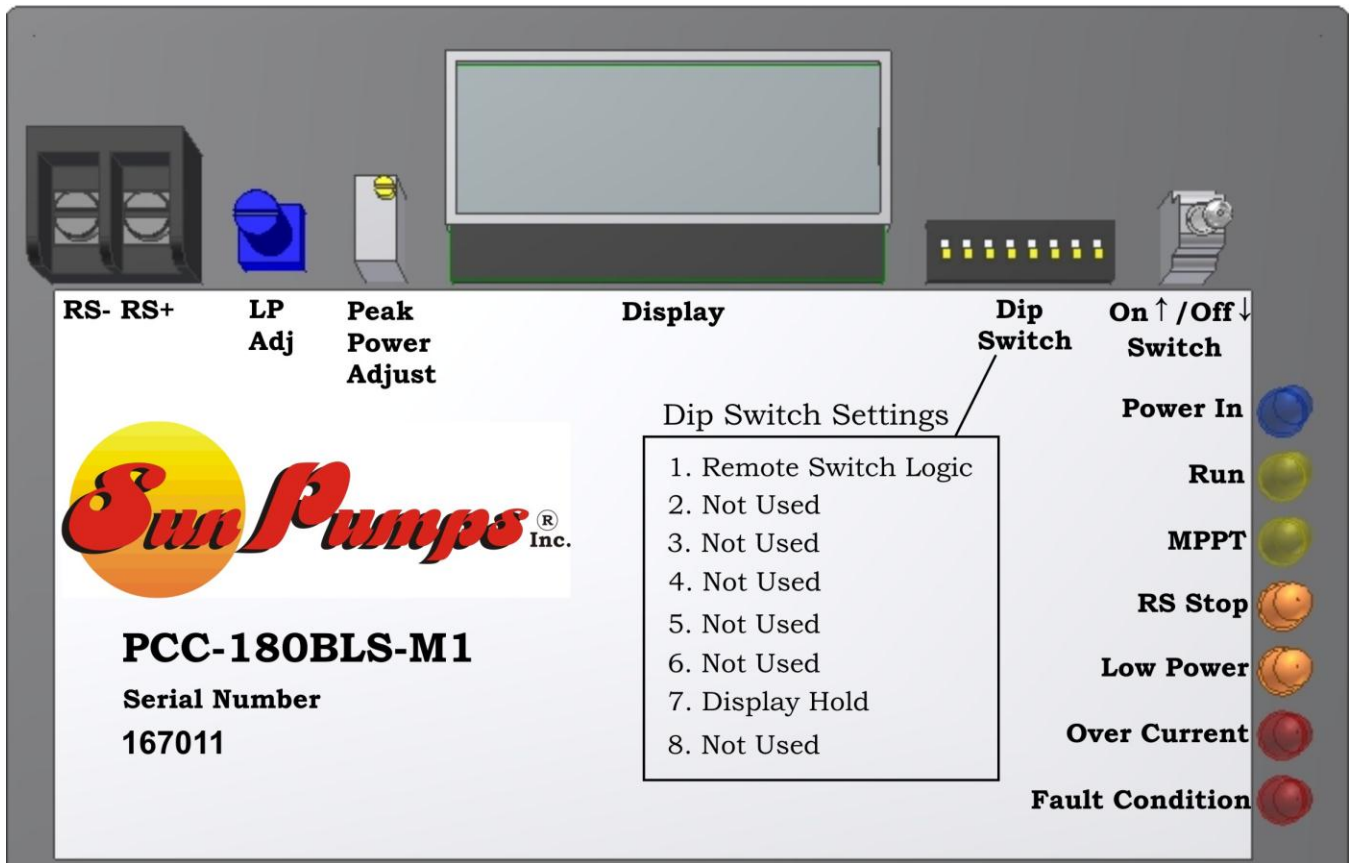 RS- RS+
LP
Adj
Peak
Power
Adjust
Display
Dip
Switch
On ↑ /Off ↓
Switch
Dip Switch Settings
1. Remote Switch Logic
2. Not Used
3. Not Used
4. Not Used
5. Not Used
6. Not Used
7. Display Hold
8. Not Used
Power In
Run
MPPT
RS Stop
Low Power
Over Current
Fault Condition
Sun Pumps ®
Inc.
PCC-180BLS-M1
Serial Number
167011